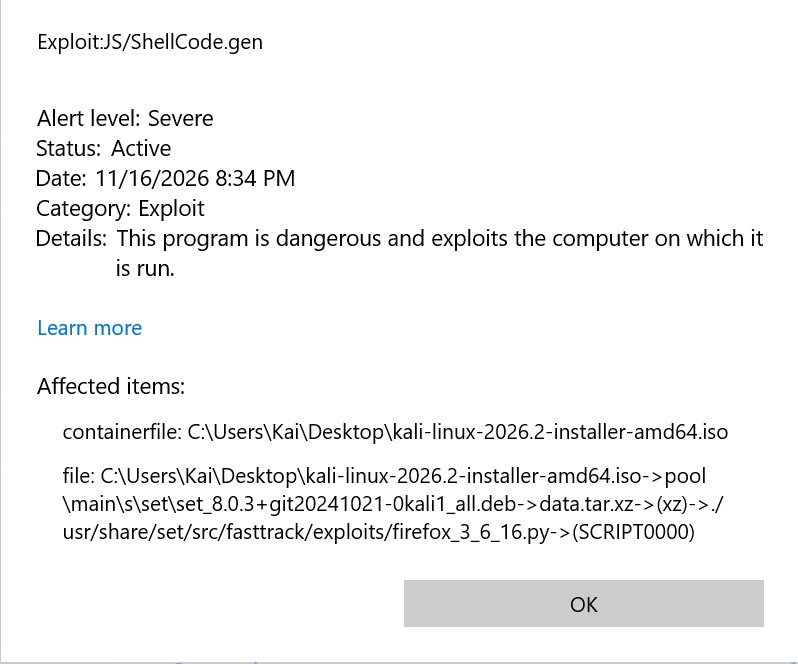 Exploit:JS/ShellCode.gen
Alert level: Severe
Status: Active
Date: 11/16/2026 8:34 PM
Category: Exploit
Details: This program is dangerous and exploits the computer on which it
is run.
Learn more
Affected items:
containerfile: C:\Users\Kai\Desktop\kali-linux-2026.2-installer-amd64.iso
file: C:\Users\Kai\Desktop\kali-linux-2026.2-installer-amd64.iso->pool
\main\s\set\set_8.0.3+git20241021-0kali1_all.deb->data.tar.xz->(xz)->./
usr/share/set/src/fasttrack/exploits/firefox_3_6_16.py->(SCRIPT0000)
OK